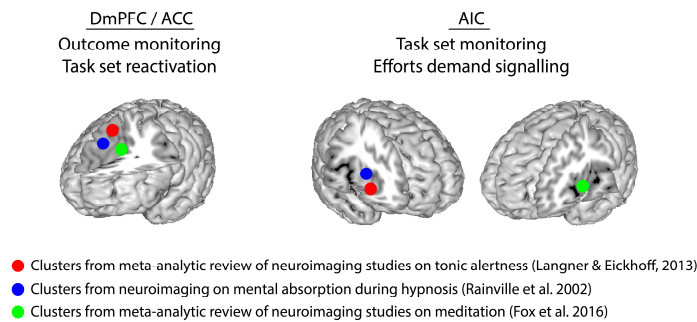 DmPFC / ACC
Outcome monitoring
Task set reactivation
AIC
Task set monitoring
Efforts demand signalling
Clusters from meta-analytic review of neuroimaging studies on tonic alertness (Langner & Eickhoff, 2013)
Clusters from neuroimaging on mental absorption during hypnosis (Rainville et al. 2002)
Clusters from meta-analytic review of neuroimaging studies on meditation (Fox et al. 2016)